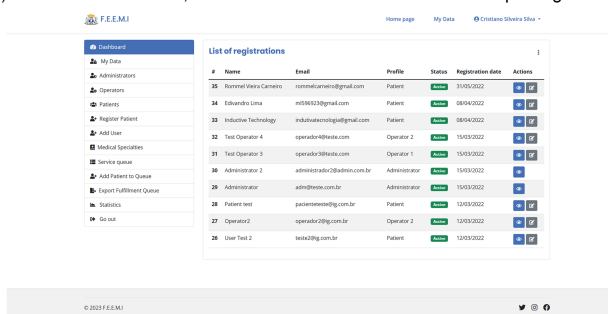 F.E.E.M.I
Home page My Data Cristiano Silveira Silva
Dashboard
My Data
Administrators
Operators
Patients
Register Patient
Add User
Medical Specialties
Service queue
Add Patient to Queue
Export Fulfillment Queue
Statistics
Go out
List of registrations
# Name Email Profile Status Registration date Actions
35 Rommel Vieira Carneiro rommelcarneiro@gmail.com Patient Active 31/05/2022
34 Edivandro Lima ml596923@gmail.com Patient Active 08/04/2022
33 Inductive Technology indutivatecnologia@gmail.com Patient Active 08/04/2022
32 Test Operator 4 operador4@teste.com Operator 2 Active 15/03/2022
31 Test Operator 3 operador3@teste.com Operator 1 Active 15/03/2022
30 Administrator 2 administrador2@admin.com.br Administrator Active 15/03/2022
29 Administrator adm@teste.com.br Administrator Active 15/03/2022
28 Patient test pacienteteste@ig.com.br Patient Active 12/03/2022
27 Operator2 operador2@ig.com.br Operator 2 Active 12/03/2022
26 User Test 2 teste2@ig.com.br Patient Active 12/03/2022
© 2023 F.E.E.M.I